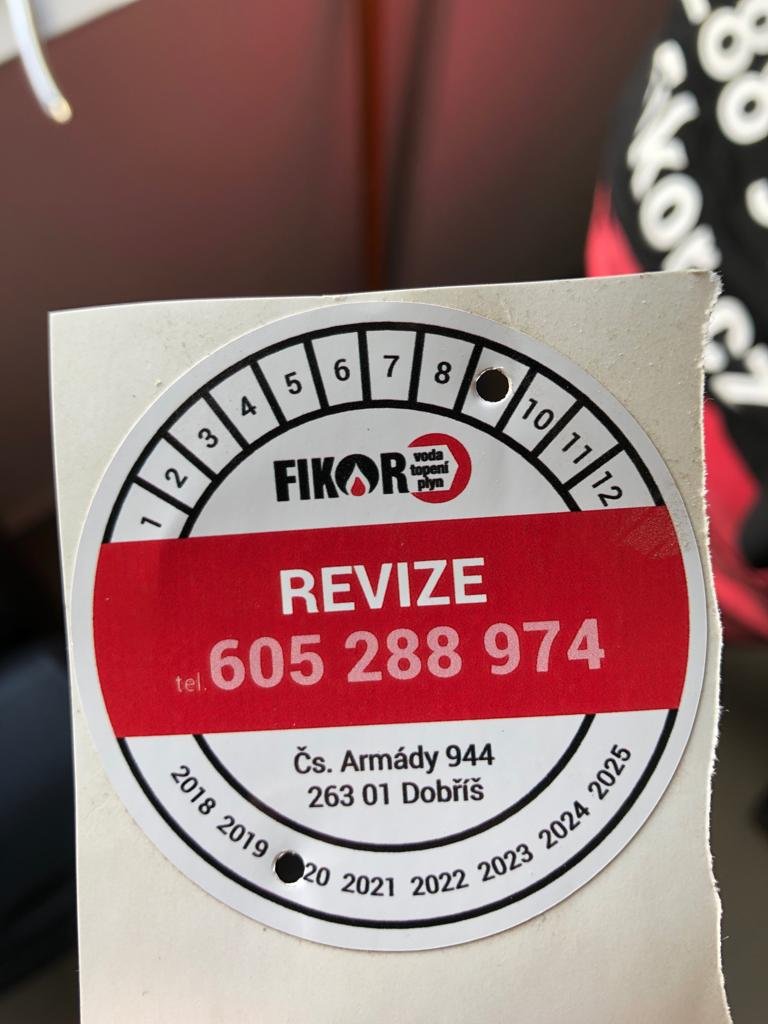 1 2 3 4 5 6 7 8 10 11 12
FIKOR
voda
topení
plyn
REVIZE
tel. 605 288 974
Čs. Armády 944
263 01 Dobříš
2018 2019 20 2021 2022 2023 2024 2025